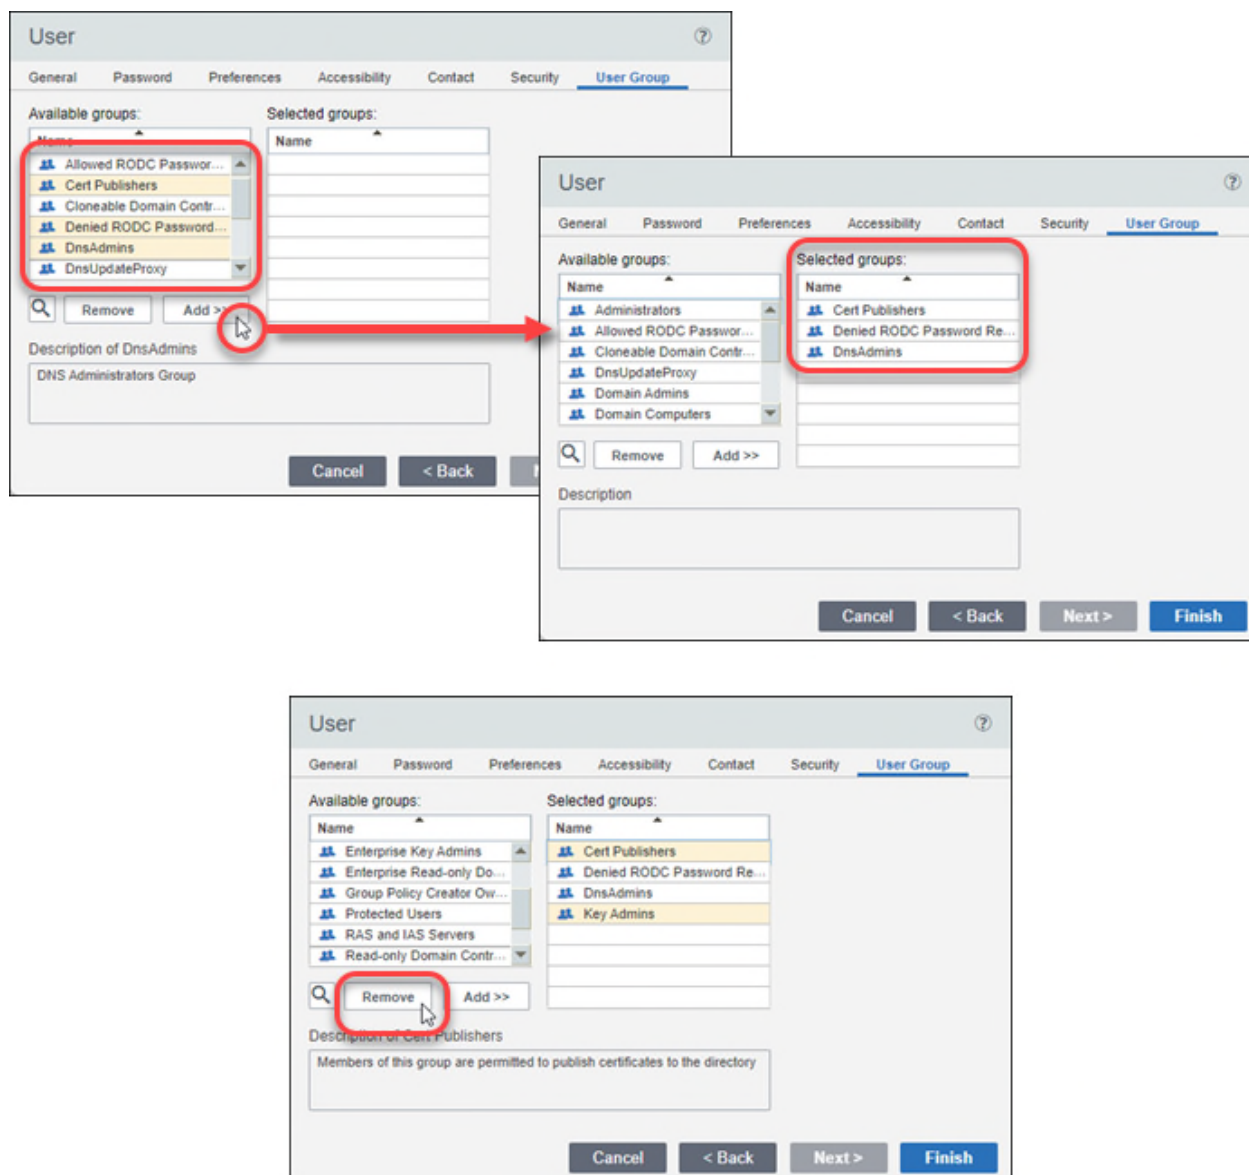 User
General Password Preferences Accessibility Contact Security User Group
Available groups: Selected groups:
Name Name
Allowed RODC Passwor...
Cert Publishers
Cloneable Domain Contr...
Denied RODC Password...
DnsAdmins
DnsUpdateProxy
Remove Add >>
Description of DnsAdmins
DNS Administrators Group
Cancel < Back
User
General Password Preferences Accessibility Contact Security User Group
Available groups: Selected groups:
Name Name
Administrators Cert Publishers
Allowed RODC Passwor... Denied RODC Password Re...
Cloneable Domain Contr... DnsAdmins
DnsUpdateProxy
Domain Admins
Domain Computers
Remove Add >>
Description
Cancel < Back Next > Finish
User
General Password Preferences Accessibility Contact Security User Group
Available groups: Selected groups:
Name Name
Enterprise Key Admins Cert Publishers
Enterprise Read-only Do... Denied RODC Password Re...
Group Policy Creator Ow... DnsAdmins
Protected Users Key Admins
RAS and IAS Servers
Read-only Domain Contr...
Remove Add >>
Description of Cert Publishers
Members of this group are permitted to publish certificates to the directory
Cancel < Back Next > Finish